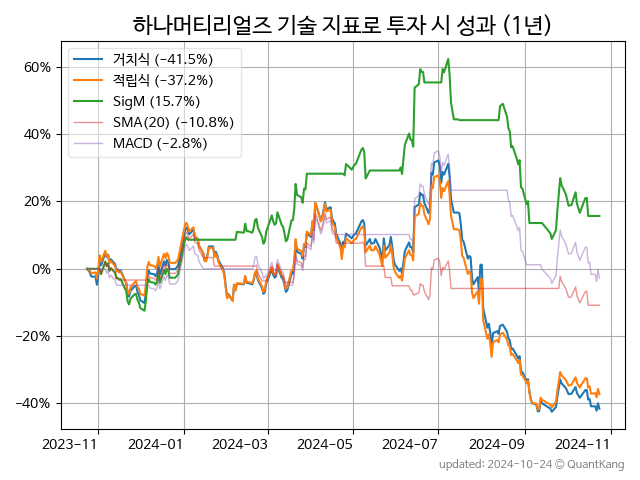 하나머티리얼즈 기술 지표로 투자 시 성과 (1년)
거치식 (−41.5%)
적립식 (−37.2%)
SigM (15.7%)
SMA(20) (−10.8%)
MACD (−2.8%)
60%
40%
20%
0%
−20%
−40%
2023-11 2024-01 2024-03 2024-05 2024-07 2024-09 2024-11
updated: 2024-10-24 © QuantKang